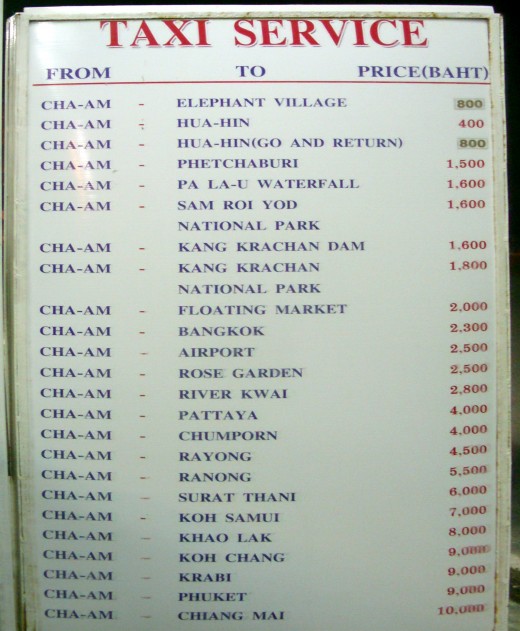 TAXI SERVICE
FROM TO PRICE(BAHT)
CHA-AM - ELEPHANT VILLAGE 800
CHA-AM - HUA-HIN 400
CHA-AM - HUA-HIN(GO AND RETURN) 800
CHA-AM - PHETCHABURI 1,500
CHA-AM - PA LA-U WATERFALL 1,600
CHA-AM - SAM ROI YOD 1,600
NATIONAL PARK
CHA-AM - KANG KRACHAN DAM 1,600
CHA-AM - KANG KRACHAN 1,800
NATIONAL PARK
CHA-AM - FLOATING MARKET 2,000
CHA-AM - BANGKOK 2,300
CHA-AM - AIRPORT 2,500
CHA-AM - ROSE GARDEN 2,500
CHA-AM - RIVER KWAI 2,800
CHA-AM - PATTAYA 4,000
CHA-AM - CHUMPORN 4,000
CHA-AM - RAYONG 4,500
CHA-AM - RANONG 5,500
CHA-AM - SURAT THANI 6,000
CHA-AM - KOH SAMUI 7,000
CHA-AM - KHAO LAK 8,000
CHA-AM - KOH CHANG 9,000
CHA-AM - KRABI 9,000
CHA-AM - PHUKET 9,000
CHA-AM - CHIANG MAI 10,000